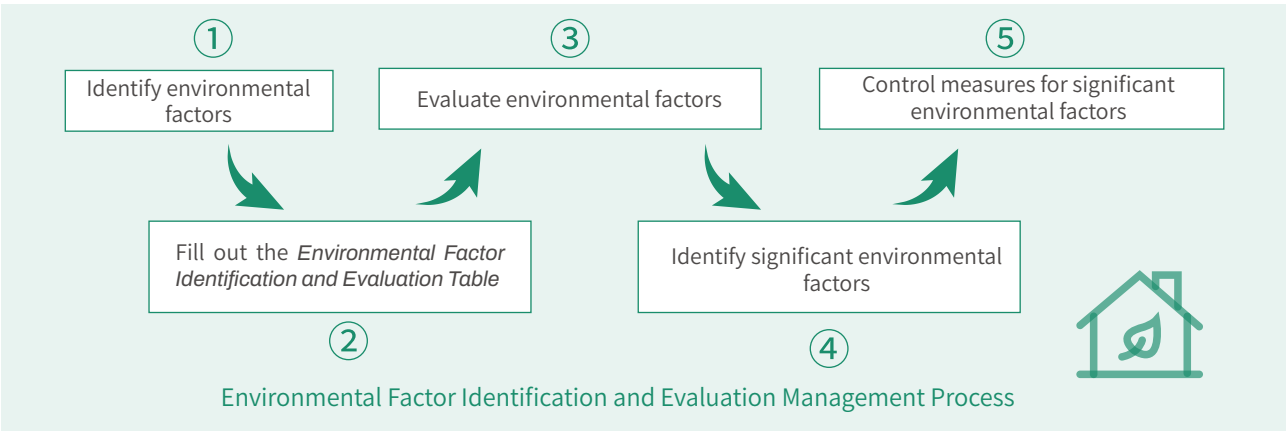 ①
Identify environmental
factors
②
Fill out the Environmental Factor
Identification and Evaluation Table
③
Evaluate environmental factors
④
Identify significant environmental
factors
⑤
Control measures for significant
environmental factors
Environmental Factor Identification and Evaluation Management Process